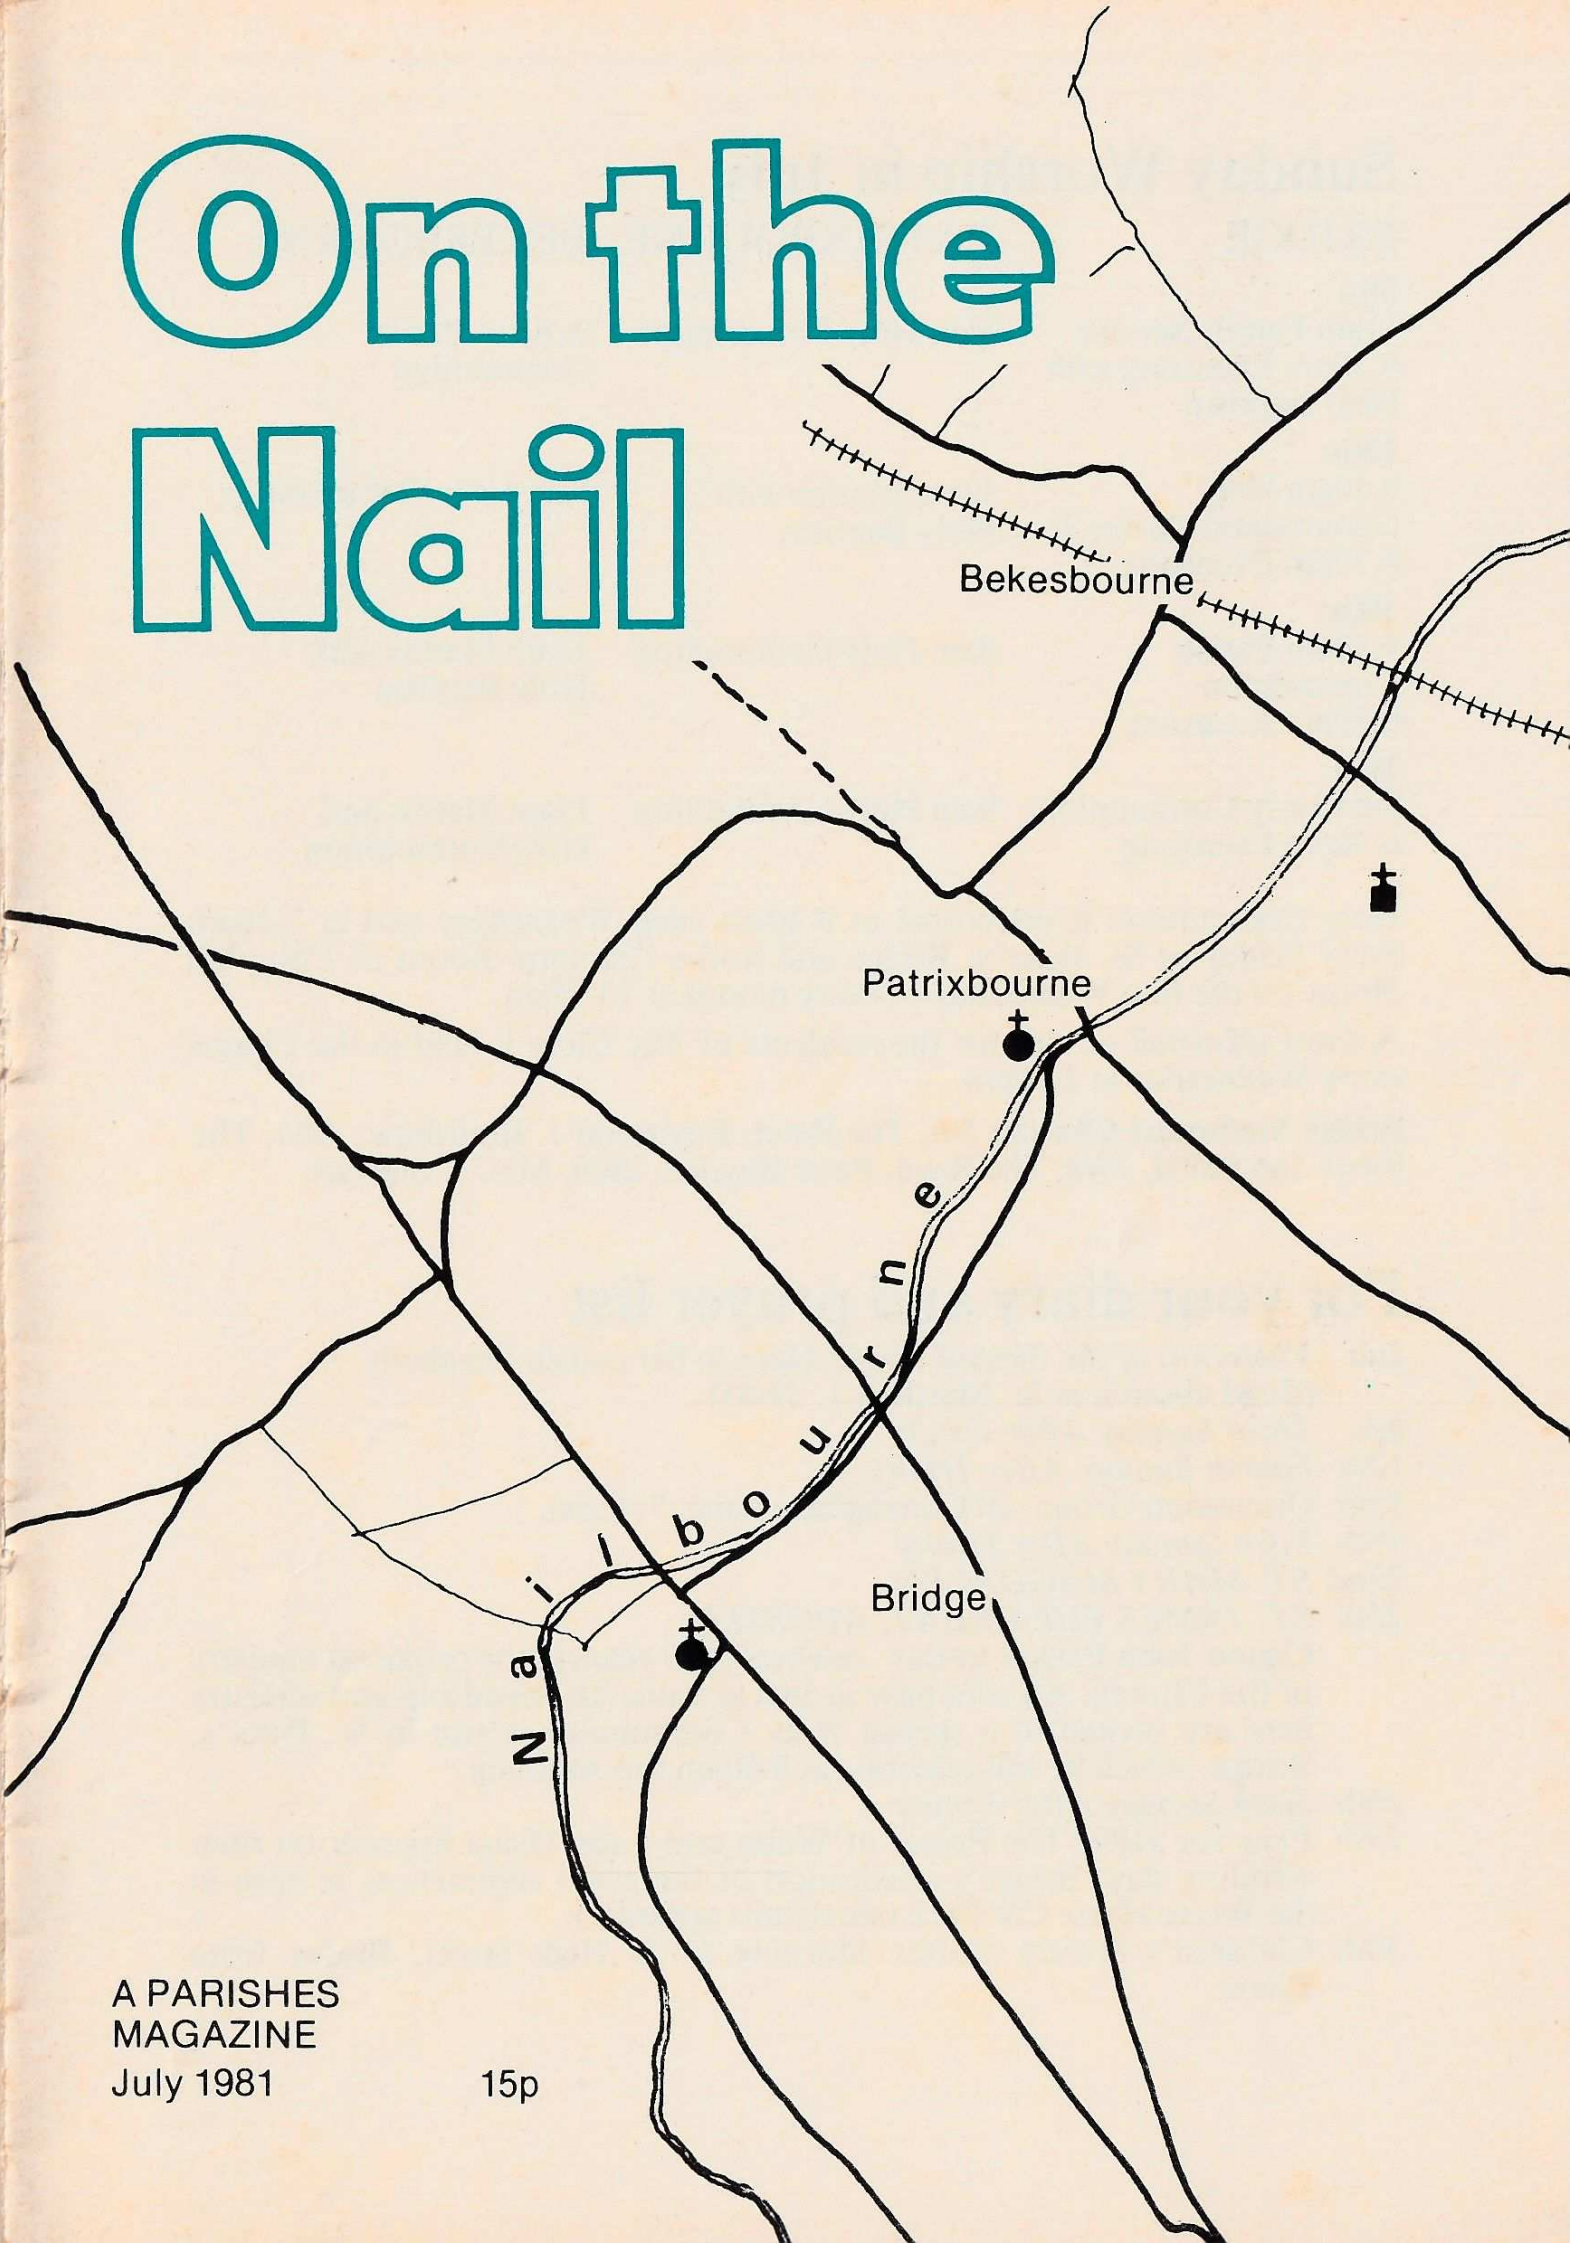 On the
Nail
Bekesbourne
Patrixbourne
Nailbourne
Bridge
A PARISHES
MAGAZINE
July 1981
15p